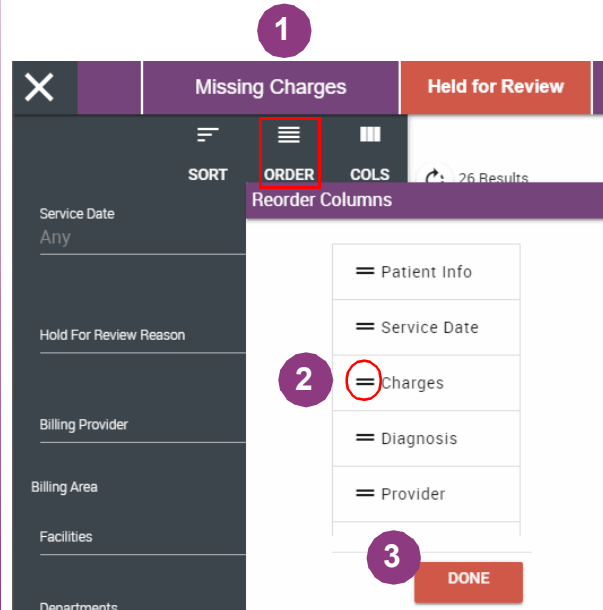 1
Missing Charges
Held for Review
SORT
ORDER
COLS
26 Results
Reorder Columns
Service Date
Any
Patient Info
Service Date
Hold For Review Reason
2
Charges
Billing Provider
Diagnosis
Billing Area
Provider
Facilities
3
DONE
Departments